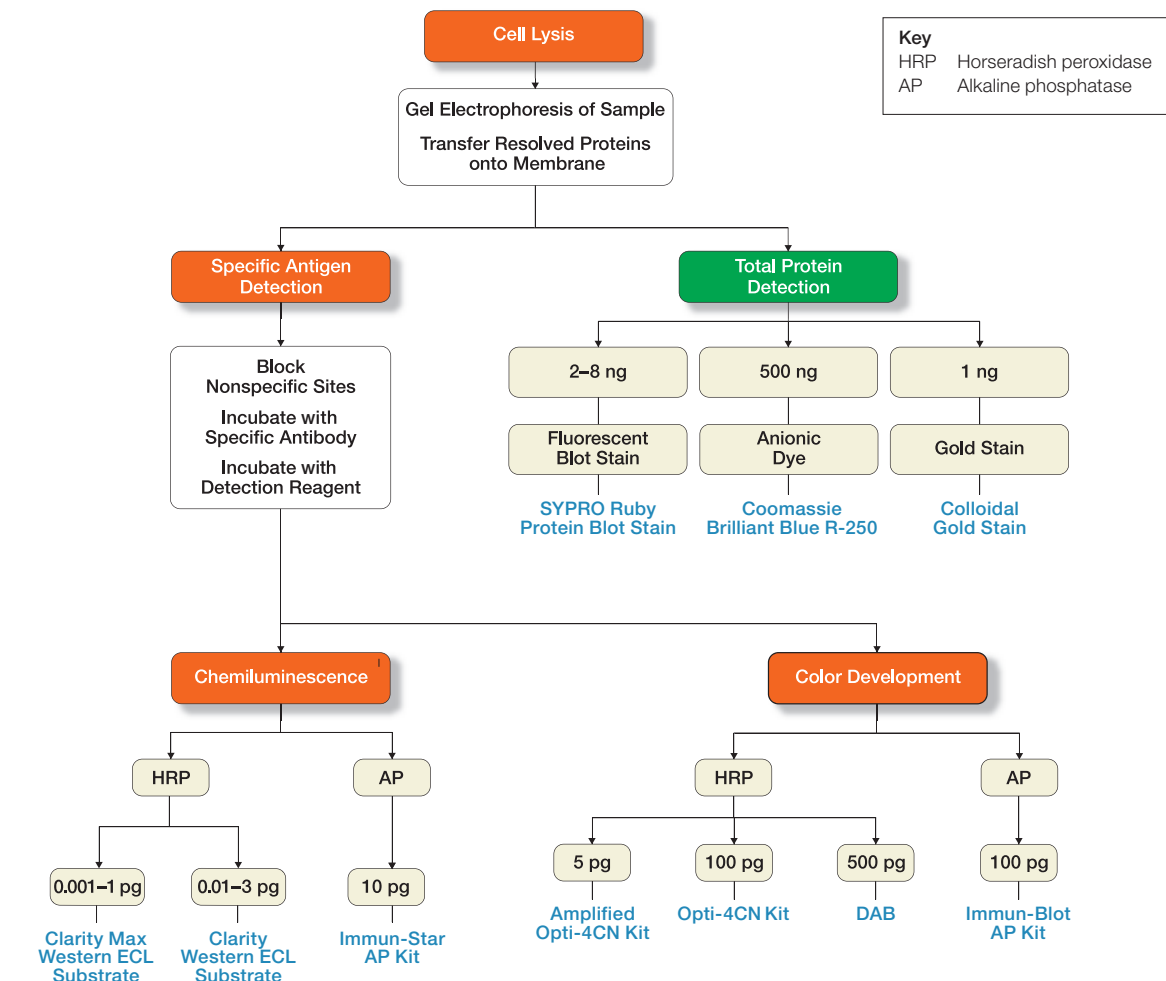 Cell Lysis
Key
HRP Horseradish peroxidase
AP Alkaline phosphatase
Gel Electrophoresis of Sample
Transfer Resolved Proteins
onto Membrane
Specific Antigen
Detection
Total Protein
Detection
Block
Nonspecific Sites
Incubate with
Specific Antibody
Incubate with
Detection Reagent
2–8 ng
500 ng
1 ng
Fluorescent
Blot Stain
Anionic
Dye
Gold Stain
SYPRO Ruby
Protein Blot Stain
Coomassie
Brilliant Blue R-250
Colloidal
Gold Stain
Chemiluminescence
Color Development
HRP
AP
HRP
AP
0.001–1 pg
0.01–3 pg
10 pg
5 pg
100 pg
500 pg
100 pg
Clarity Max
Western ECL
Substrate
Clarity
Western ECL
Substrate
Immun-Star
AP Kit
Amplified
Opti-4CN Kit
Opti-4CN Kit
DAB
Immun-Blot
AP Kit